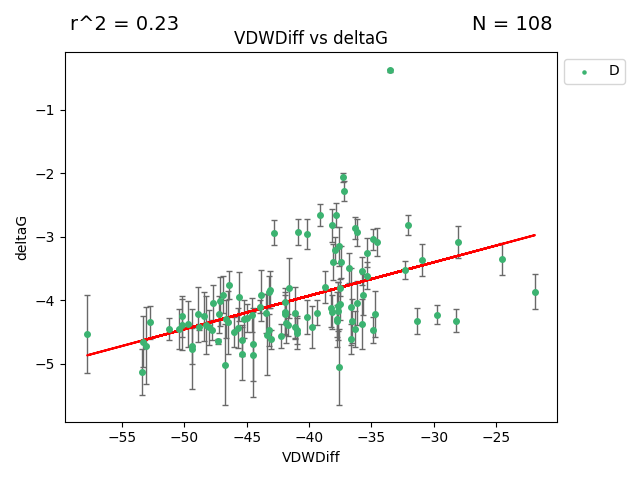 r^2 = 0.23
N = 108
VDWDiff vs deltaG
D
−1
−2
−3
−4
−5
deltaG
−55
−50
−45
−40
−35
−30
−25
VDWDiff